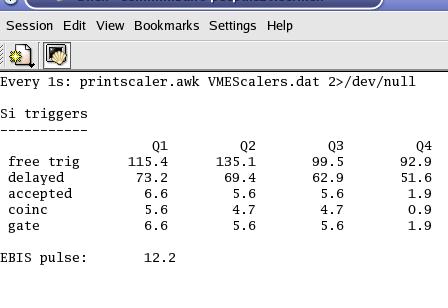 Session Edit View Bookmarks Settings Help
Every 1s: printscaler.awk VMEScalers.dat 2>/dev/null
Si triggers
-----------
Q1 Q2 Q3 Q4
free trig 115.4 135.1 99.5 92.9
delayed 73.2 69.4 62.9 51.6
accepted 6.6 5.6 5.6 1.9
coinc 5.6 4.7 4.7 0.9
gate 6.6 5.6 5.6 1.9
EBIS pulse: 12.2